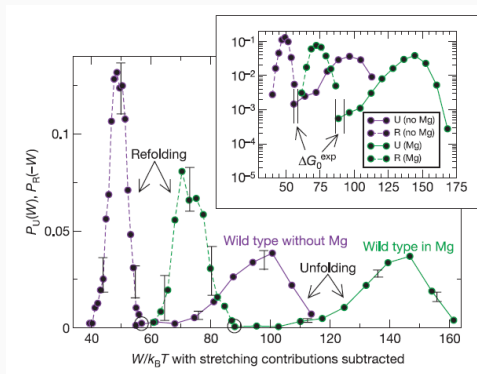 10⁻¹
10⁻²
10⁻³
10⁻⁴
10⁻⁵
ΔG₀ᵉˣᵖ
U (no Mg)
R (no Mg)
U (Mg)
R (Mg)
25 50 75 100 125 150 175
P_U(W), P_R(−W)
0.1
0.05
0
Refolding
Wild type without Mg
Wild type in Mg
Unfolding
40 60 80 100 120 140 160
W/k_BT with stretching contributions subtracted